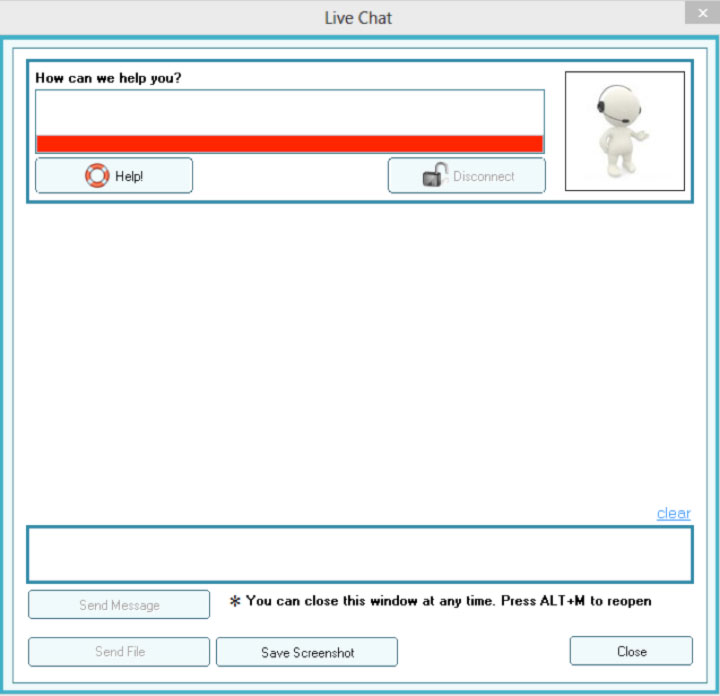 Live Chat
How can we help you?
Help!
Disconnect
clear
Send Message
* You can close this window at any time. Press ALT+M to reopen
Send File
Save Screenshot
Close